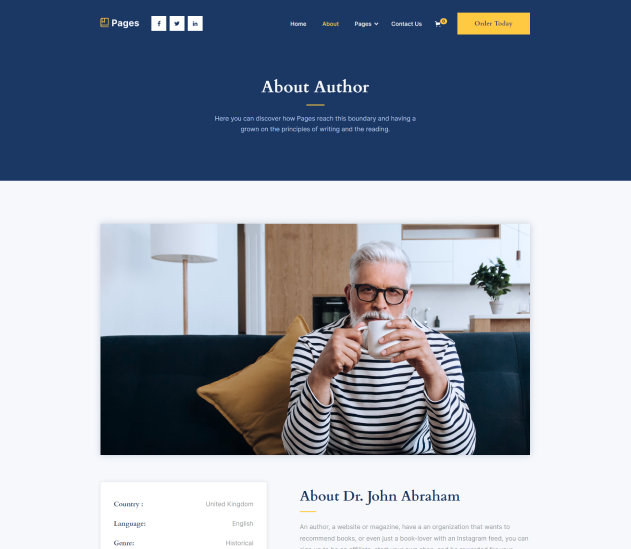 Pages
Home
About
Pages
Contact Us
0
Order Today
About Author
Here you can discover how Pages reach this boundary and having a
grown on the principles of writing and the reading.
Country :
United Kingdom
Language:
English
Genre:
Historical
About Dr. John Abraham
An author, a website or magazine, have a an organization that wants to
recommend books, or even just a book-lover with an Instagram feed, you can